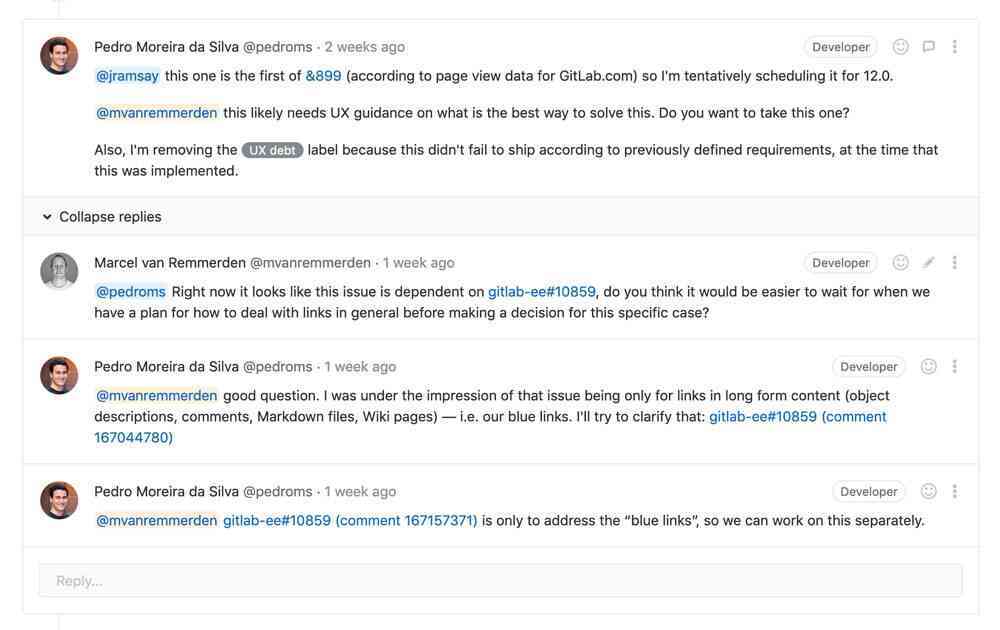 Pedro Moreira da Silva @pedroms · 2 weeks ago Developer
@jramsay this one is the first of &899 (according to page view data for GitLab.com) so I'm tentatively scheduling it for 12.0.
@mvanremmerden this likely needs UX guidance on what is the best way to solve this. Do you want to take this one?
Also, I'm removing the UX debt label because this didn't fail to ship according to previously defined requirements, at the time that
this was implemented.
Collapse replies
Marcel van Remmerden @mvanremmerden · 1 week ago Developer
@pedroms Right now it looks like this issue is dependent on gitlab-ee#10859, do you think it would be easier to wait for when we
have a plan for how to deal with links in general before making a decision for this specific case?
Pedro Moreira da Silva @pedroms · 1 week ago Developer
@mvanremmerden good question. I was under the impression of that issue being only for links in long form content (object
descriptions, comments, Markdown files, Wiki pages) — i.e. our blue links. I'll try to clarify that: gitlab-ee#10859 (comment
167044780)
Pedro Moreira da Silva @pedroms · 1 week ago Developer
@mvanremmerden gitlab-ee#10859 (comment 167157371) is only to address the “blue links”, so we can work on this separately.
Reply...